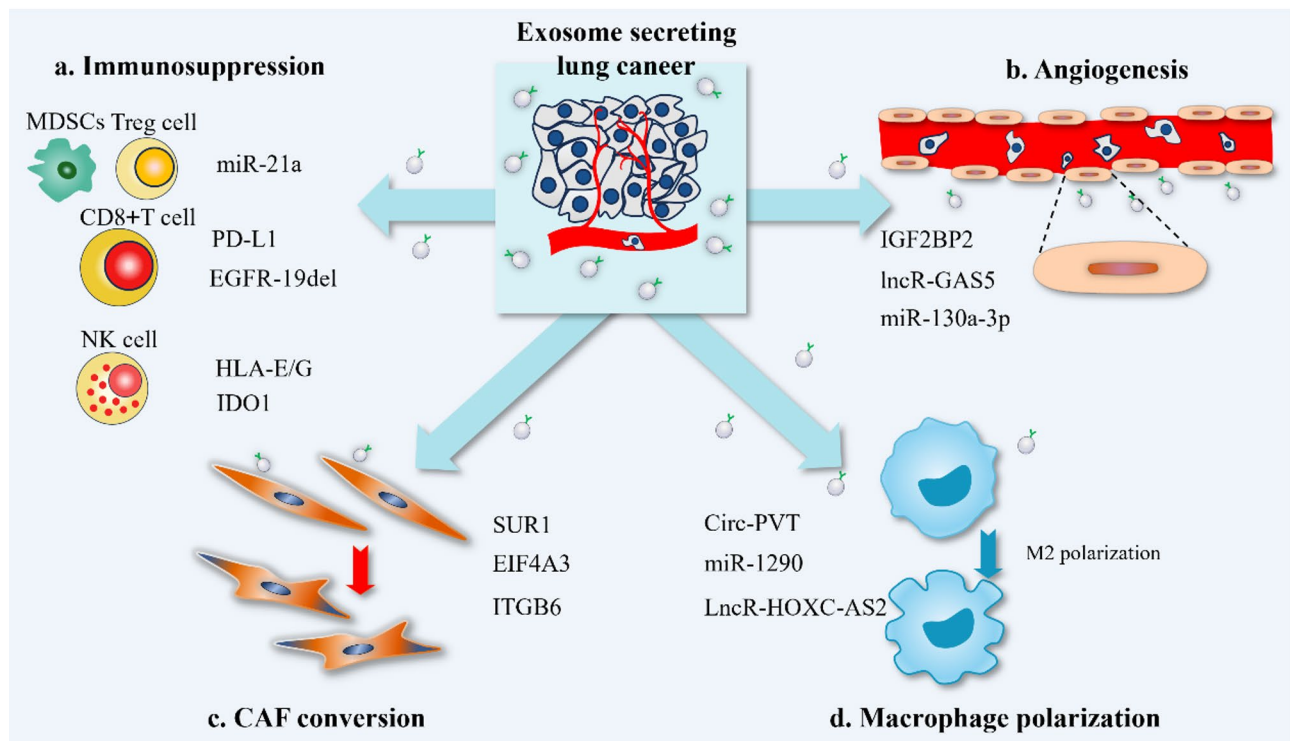 Exosome secreting
lung caneer
a. Immunosuppression
MDSCs Treg cell
miR-21a
CD8+T cell
PD-L1
EGFR-19del
NK cell
HLA-E/G
IDO1
b. Angiogenesis
IGF2BP2
lncR-GAS5
miR-130a-3p
SUR1
EIF4A3
ITGB6
c. CAF conversion
Circ-PVT
miR-1290
LncR-HOXC-AS2
M2 polarization
d. Macrophage polarization